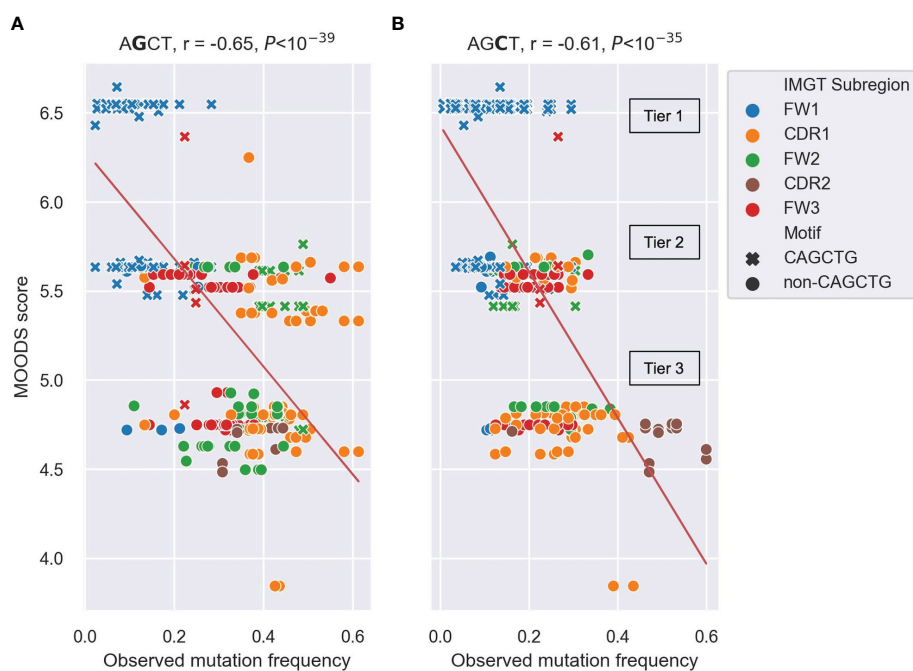 A
B
AGCT, r = -0.65, P<10⁻³⁹
AGCT, r = -0.61, P<10⁻³⁵
MOODS score
6.5
6.0
5.5
5.0
4.5
4.0
Tier 1
Tier 2
Tier 3
IMGT Subregion
FW1
CDR1
FW2
CDR2
FW3
Motif
CAGCTG
non-CAGCTG
0.0
0.2
0.4
0.6
0.0
0.2
0.4
0.6
Observed mutation frequency
Observed mutation frequency